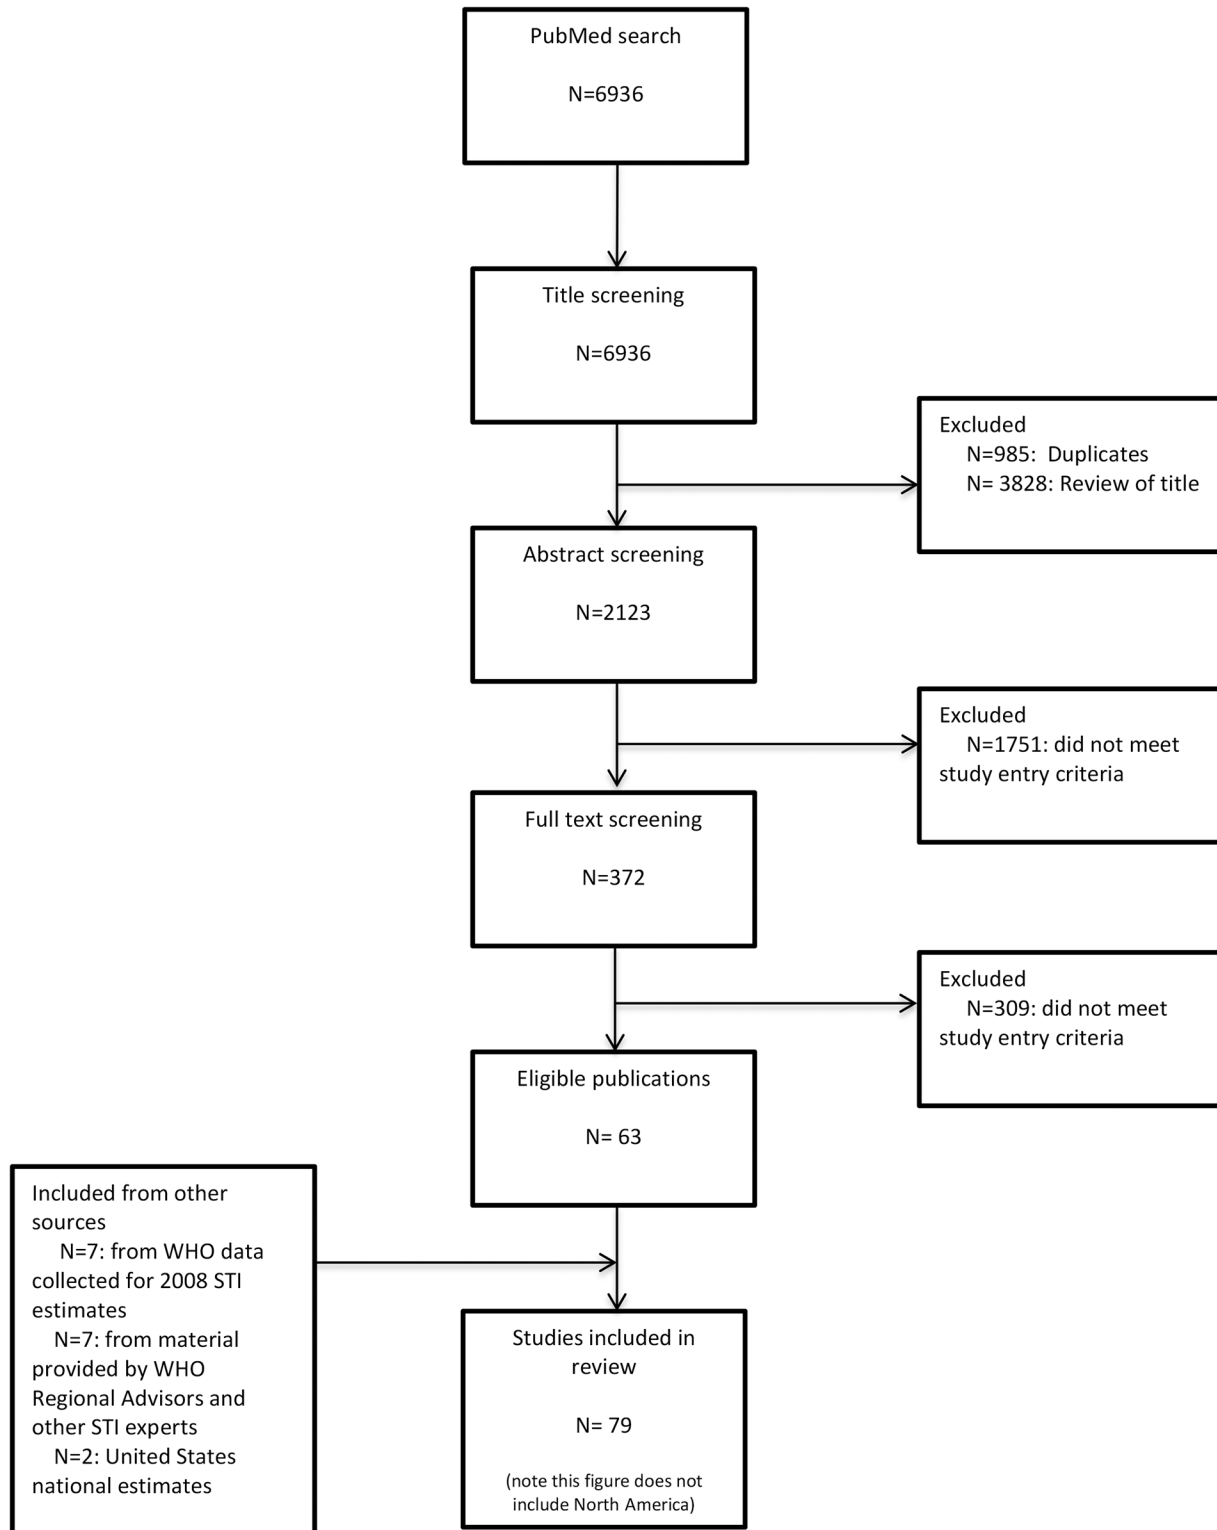 PubMed search
N=6936
Title screening
N=6936
Excluded
N=985:  Duplicates
N= 3828: Review of title
Abstract screening
N=2123
Excluded
N=1751: did not meet
study entry criteria
Full text screening
N=372
Excluded
N=309: did not meet
study entry criteria
Eligible publications
N= 63
Included from other
sources
N=7: from WHO data
collected for 2008 STI
estimates
N=7: from material
provided by WHO
Regional Advisors and
other STI experts
N=2: United States
national estimates
Studies included in
review
N= 79
(note this figure does not
include North America)